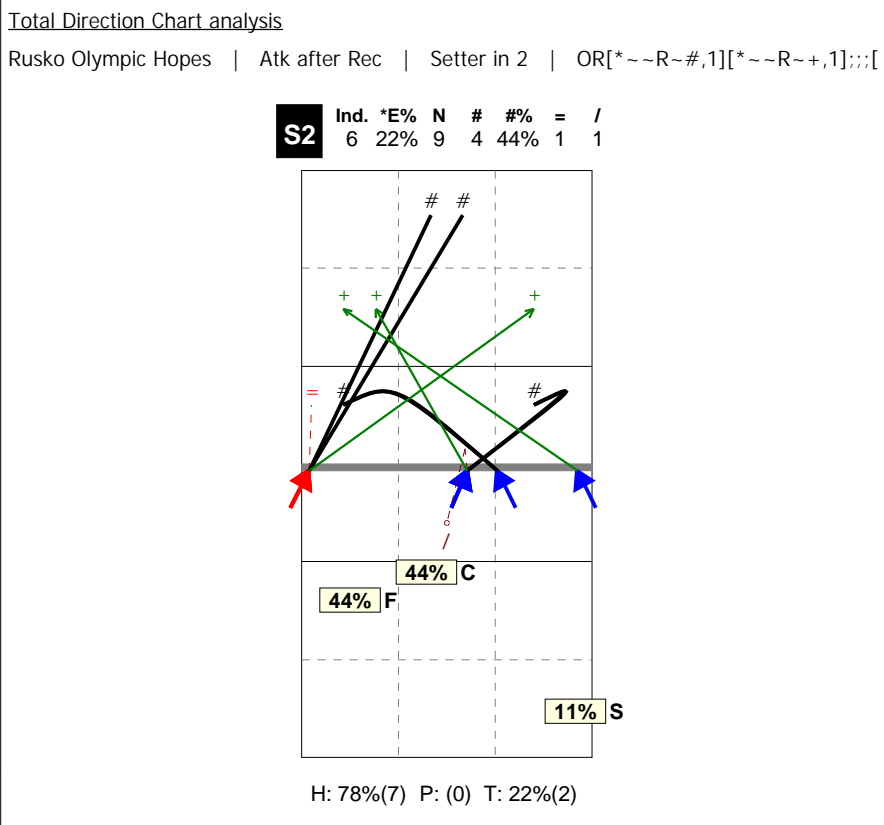 Total Direction Chart analysis
Rusko Olympic Hopes | Atk after Rec | Setter in 2 | OR[*~~R~#,1][*~~R~+,1];;;[
Ind. *E% N # #% = /
S2 6 22% 9 4 44% 1 1
# #
+ + +
= # #
/
44% C
44% F
11% S
H: 78%(7) P: (0) T: 22%(2)